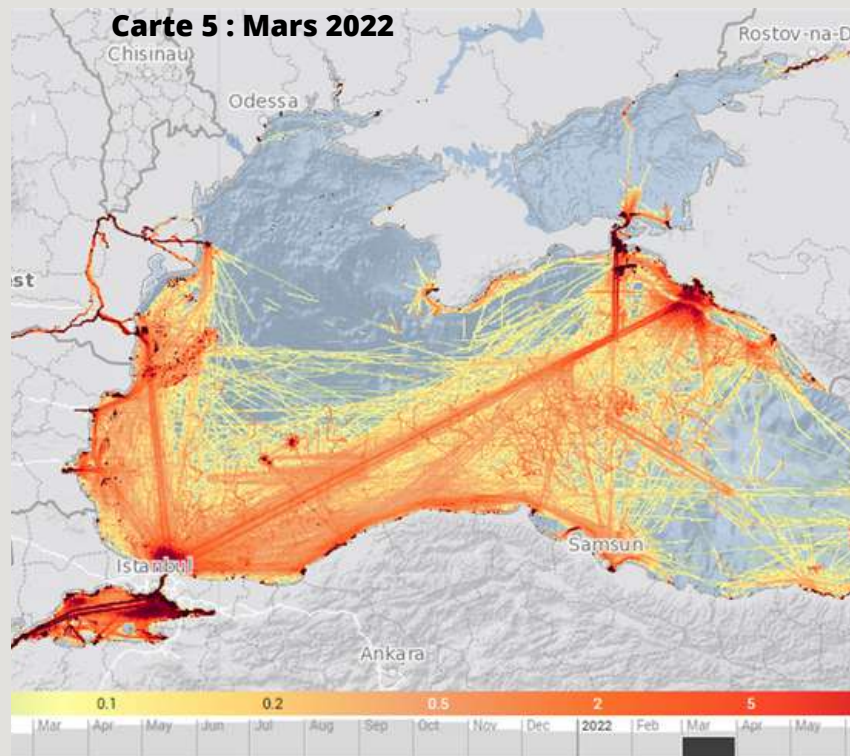 Carte 5 : Mars 2022
Chisinau
Rostov-na-D
Odessa
st
Istanbul
Samsun
Ankara
0.1 0.2 0.5 2 5
Mar Apr May Jun Jul Aug Sep Oct Nov Dec 2022 Feb Mar Apr May